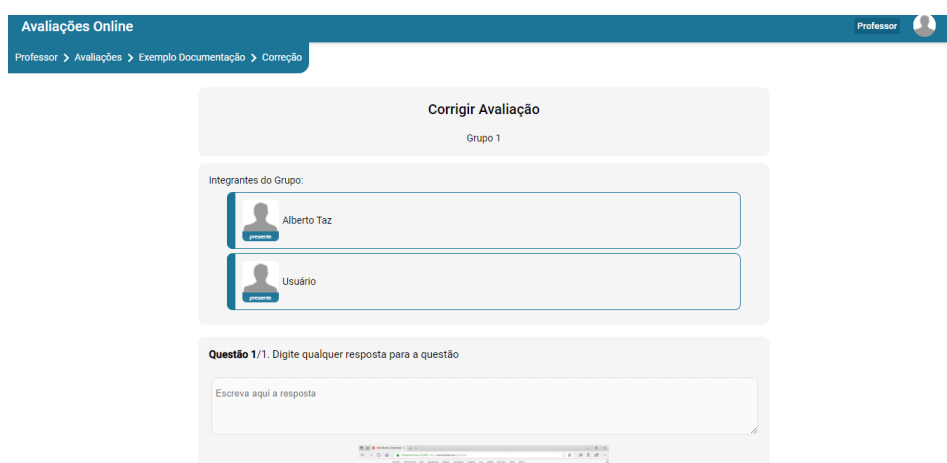 Avaliações Online
Professor
Professor > Avaliações > Exemplo Documentação > Correção
Corrigir Avaliação
Grupo 1
Integrantes do Grupo:
Alberto Taz
presente
Usuário
presente
Questão 1/1. Digite qualquer resposta para a questão
Escreva aqui a resposta